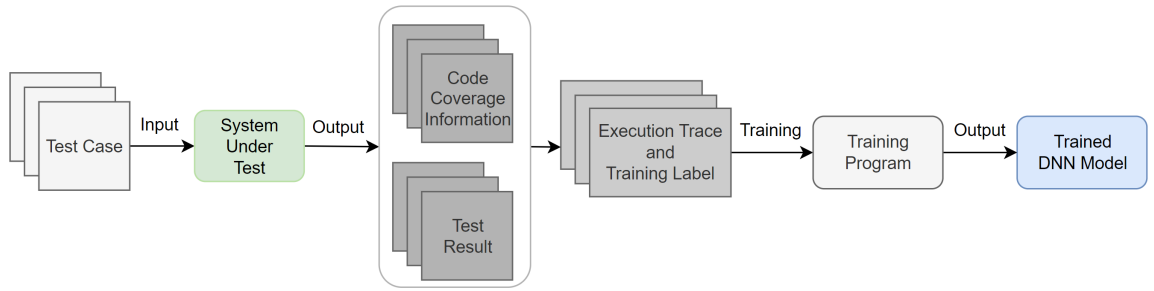 Test Case
Input
System
Under
Test
Output
Code
Coverage
Information
Test
Result
Execution Trace
and
Training Label
Training
Training
Program
Output
Trained
DNN Model